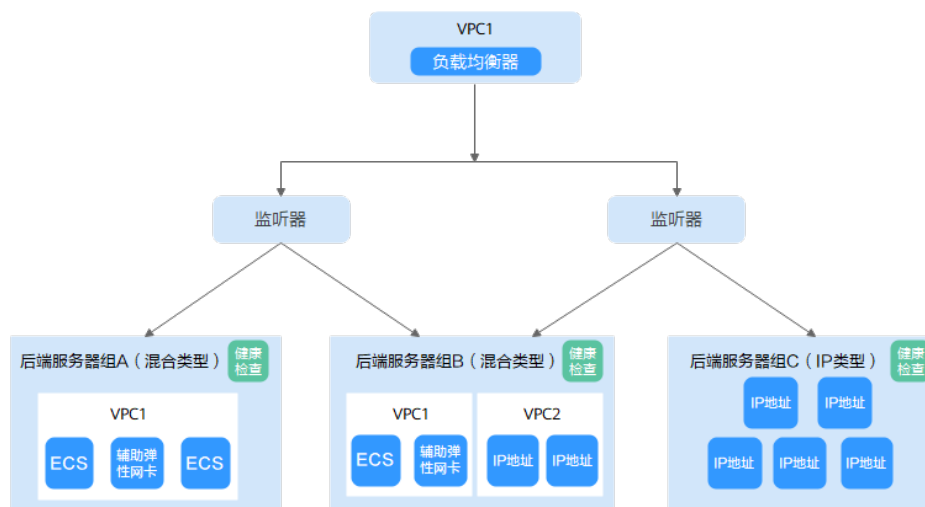 VPC1
负载均衡器
监听器
监听器
后端服务器组A（混合类型）
健康
检查
VPC1
ECS
辅助弹
性网卡
ECS
后端服务器组B（混合类型）
健康
检查
VPC1
VPC2
ECS
辅助弹
性网卡
IP地址
IP地址
后端服务器组C（IP类型）
健康
检查
IP地址
IP地址
IP地址
IP地址
IP地址